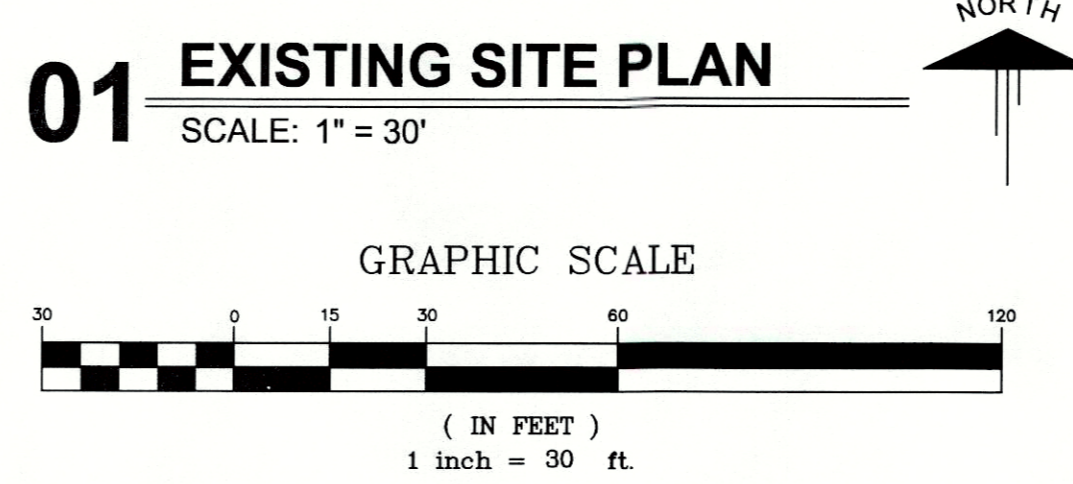 NORTH
01 EXISTING SITE PLAN
SCALE: 1" = 30'
GRAPHIC SCALE
30 0 15 30 60 120
( IN FEET )
1 inch = 30 ft.